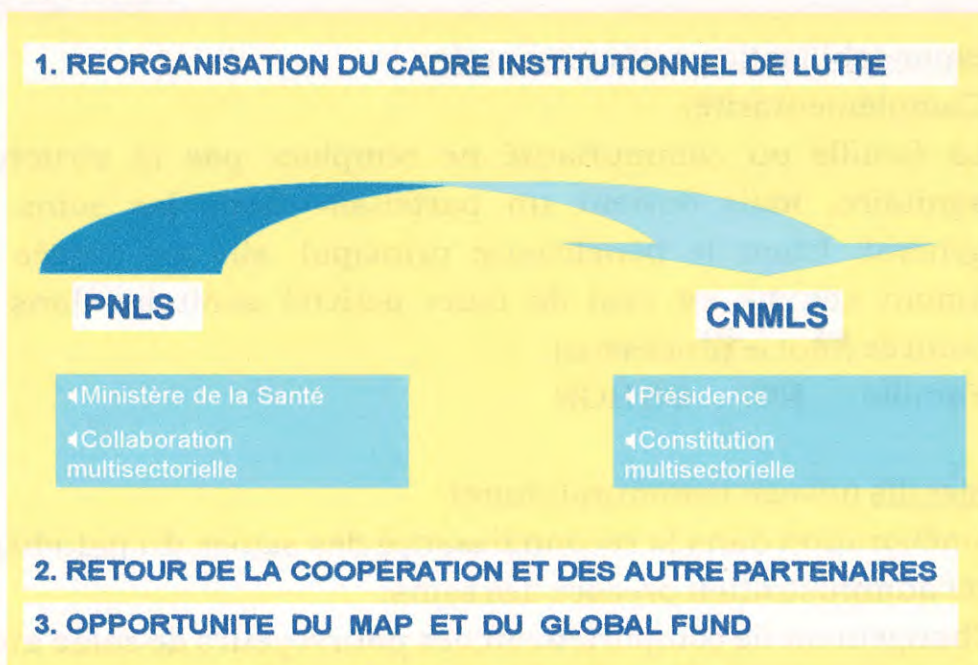 1. REORGANISATION DU CADRE INSTITUTIONNEL DE LUTTE
PNLS
CNMLS
Ministère de la Santé
Collaboration
multisectorielle
Présidence
Constitution
multisectorielle
2. RETOUR DE LA COOPERATION ET DES AUTRE PARTENAIRES
3. OPPORTUNITE DU MAP ET DU GLOBAL FUND